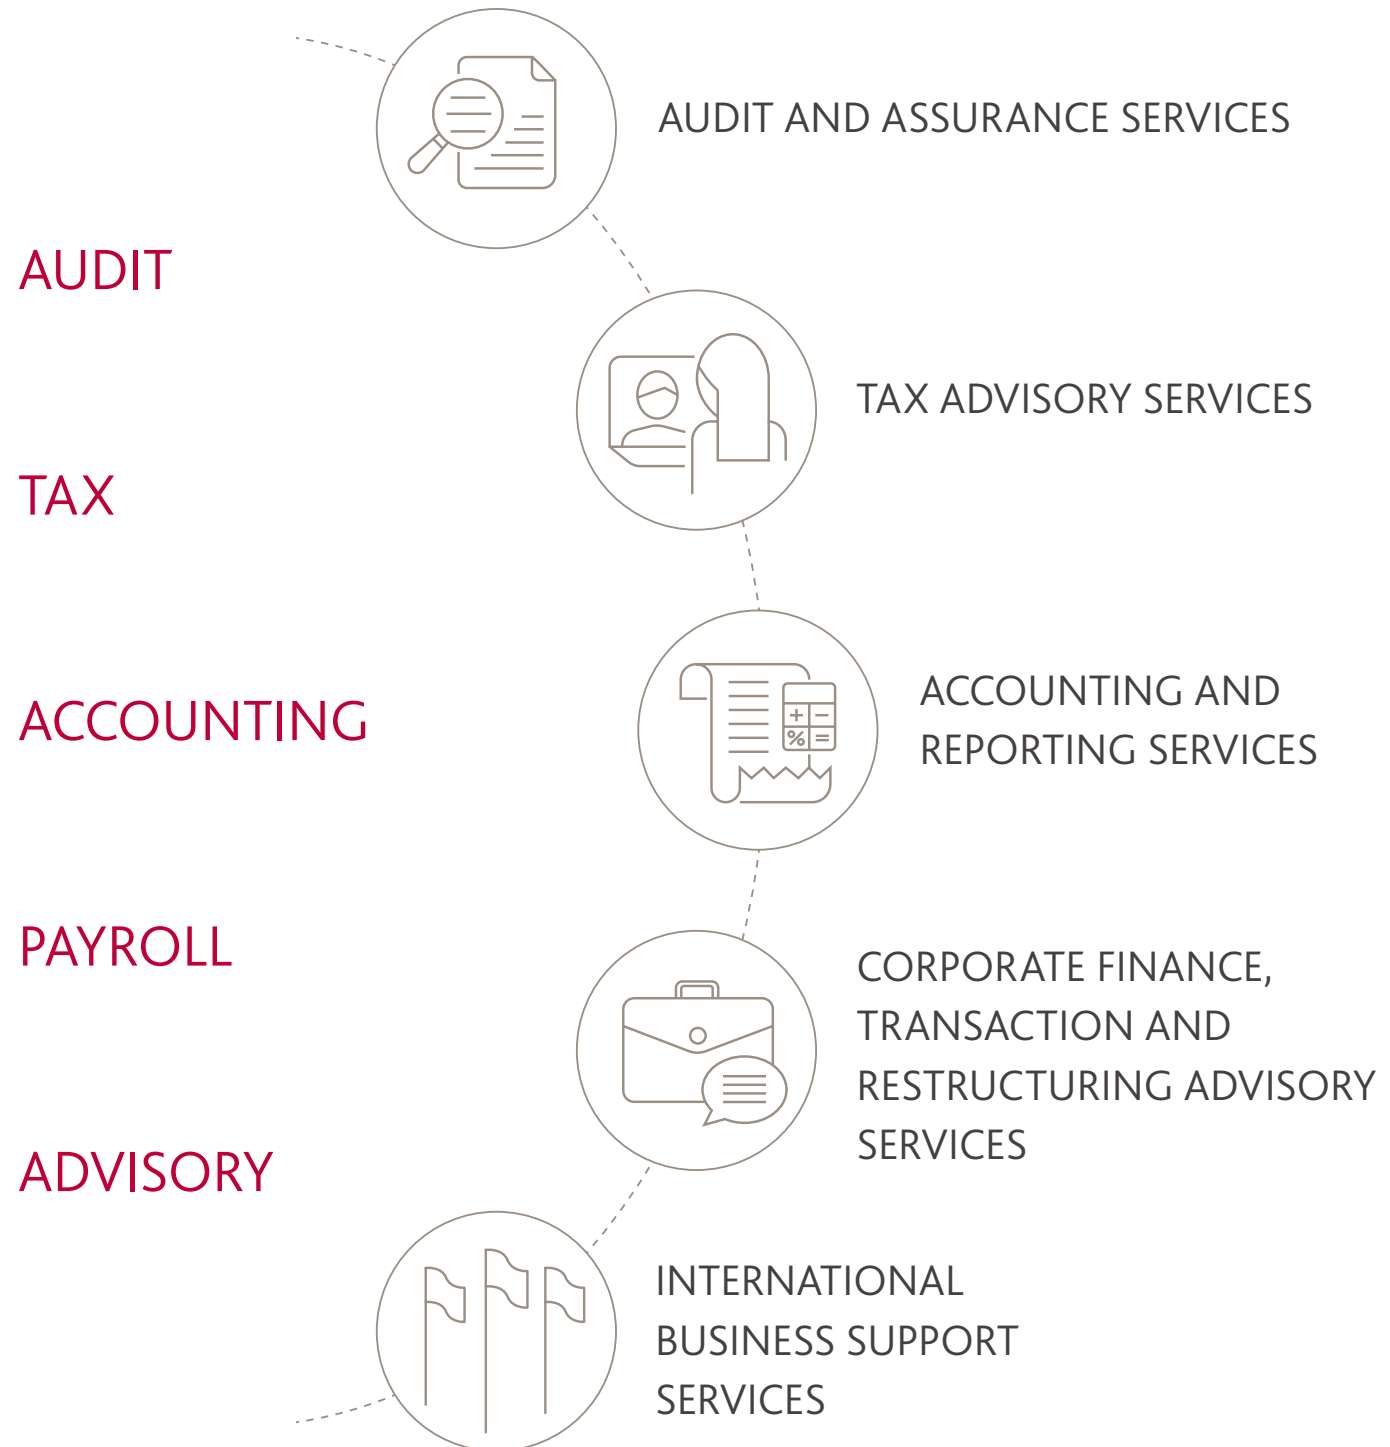 AUDIT
TAX
ACCOUNTING
PAYROLL
ADVISORY
AUDIT AND ASSURANCE SERVICES
TAX ADVISORY SERVICES
ACCOUNTING AND
REPORTING SERVICES
+ −
% =
CORPORATE FINANCE,
TRANSACTION AND
RESTRUCTURING ADVISORY
SERVICES
INTERNATIONAL
BUSINESS SUPPORT
SERVICES